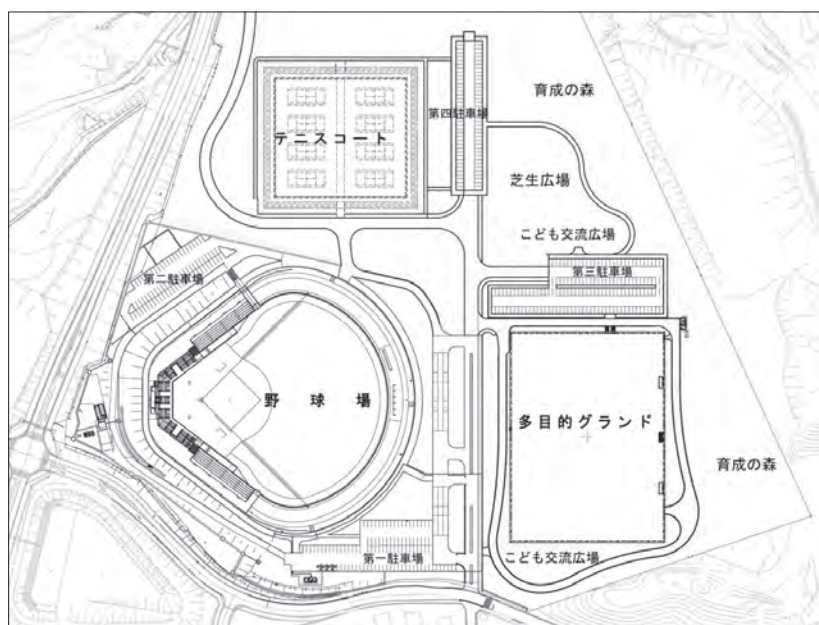 育成の森
第四駐車場
テニスコート
芝生広場
こども交流広場
第三駐車場
第二駐車場
野球場
多目的グランド
育成の森
第一駐車場
こども交流広場